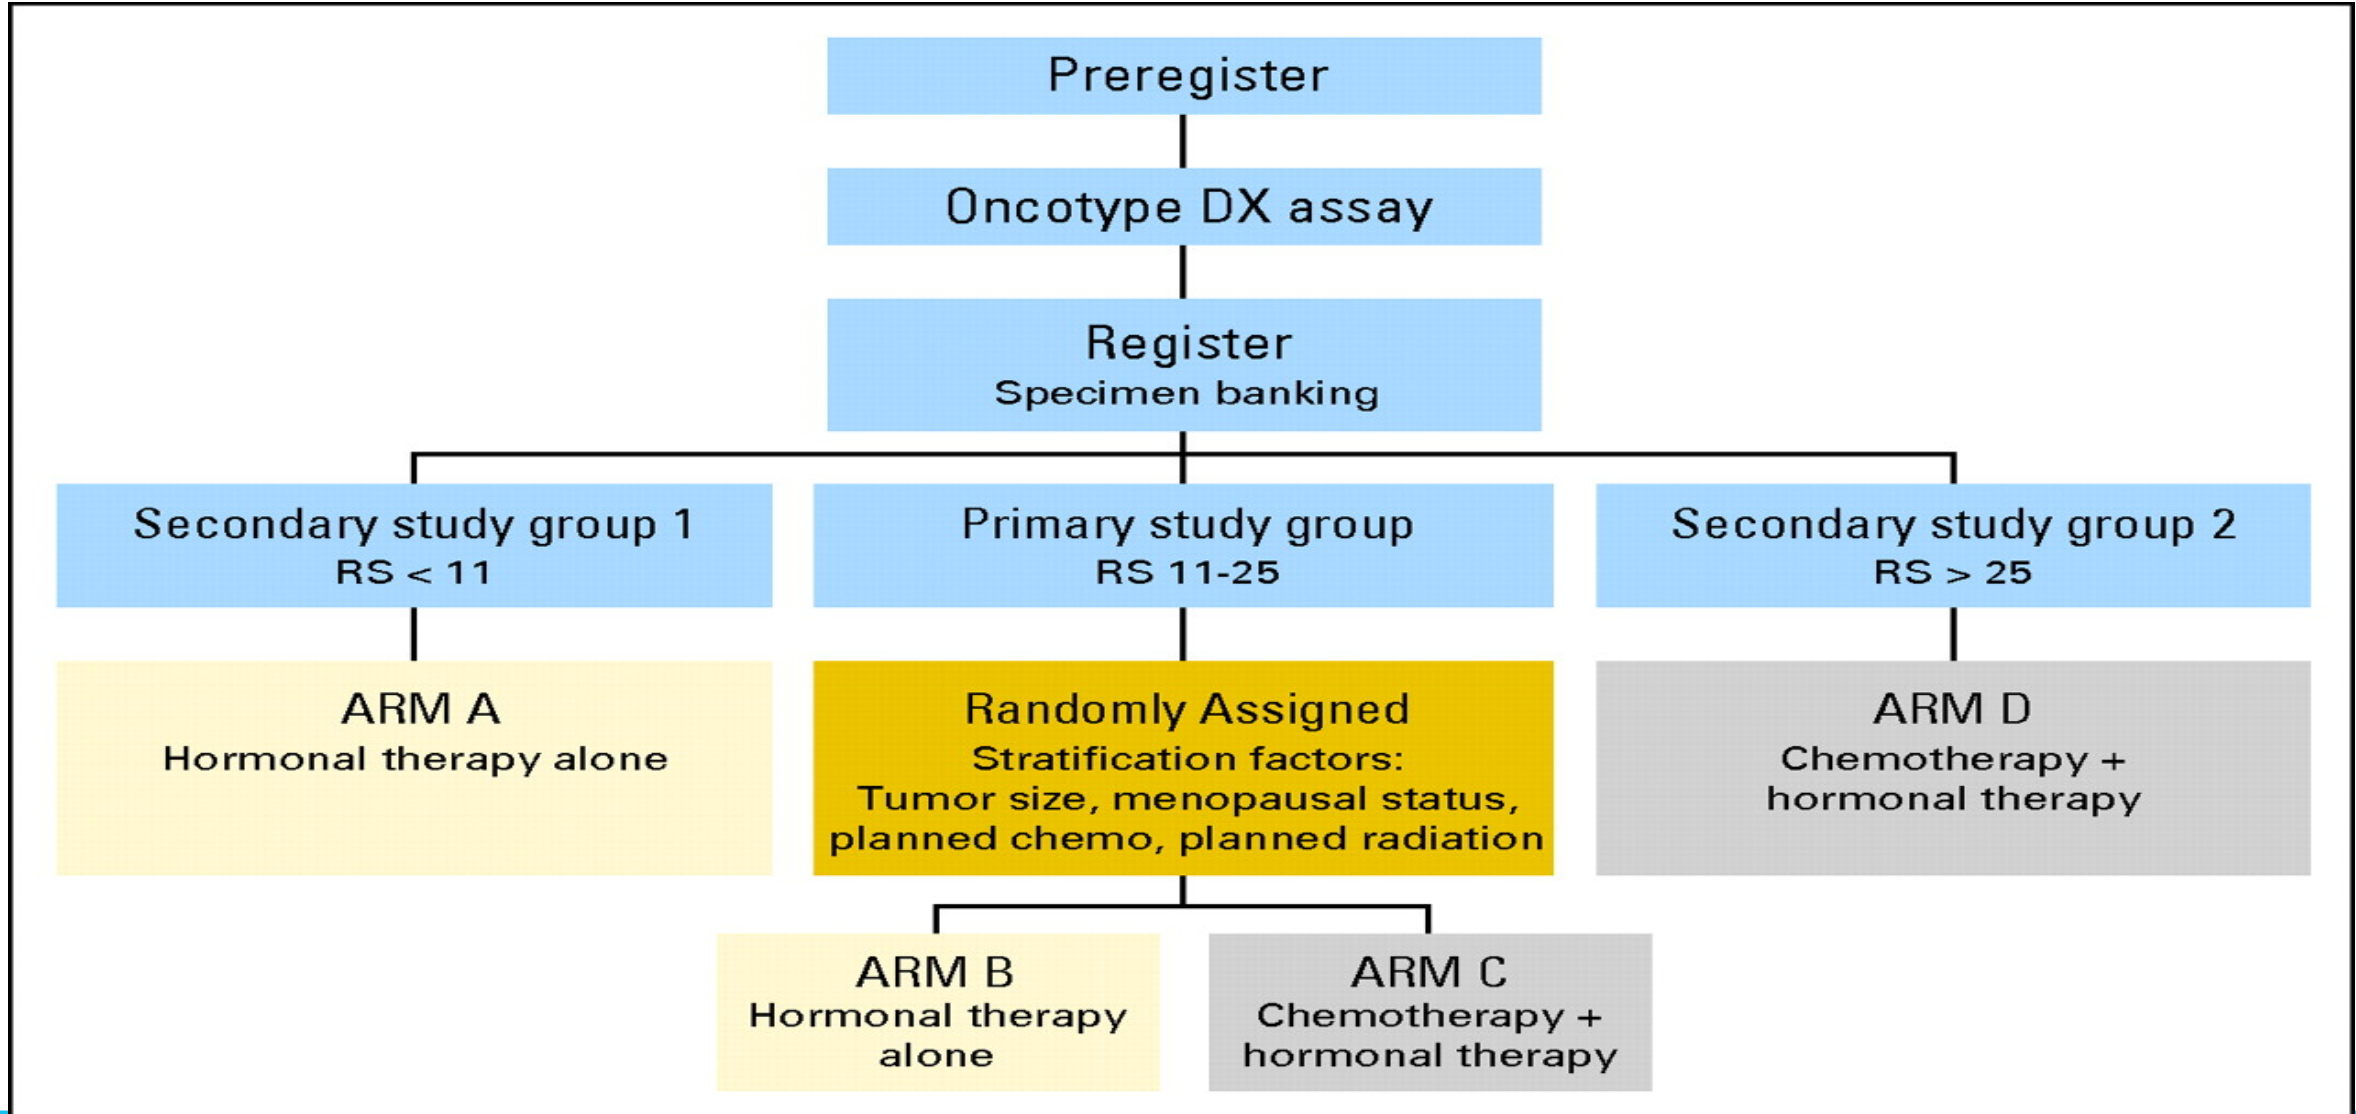 Preregister
Oncotype DX assay
Register
Specimen banking
Secondary study group 1
RS < 11
Primary study group
RS 11-25
Secondary study group 2
RS > 25
ARM A
Hormonal therapy alone
Randomly Assigned
Stratification factors:
Tumor size, menopausal status,
planned chemo, planned radiation
ARM D
Chemotherapy +
hormonal therapy
ARM B
Hormonal therapy
alone
ARM C
Chemotherapy +
hormonal therapy